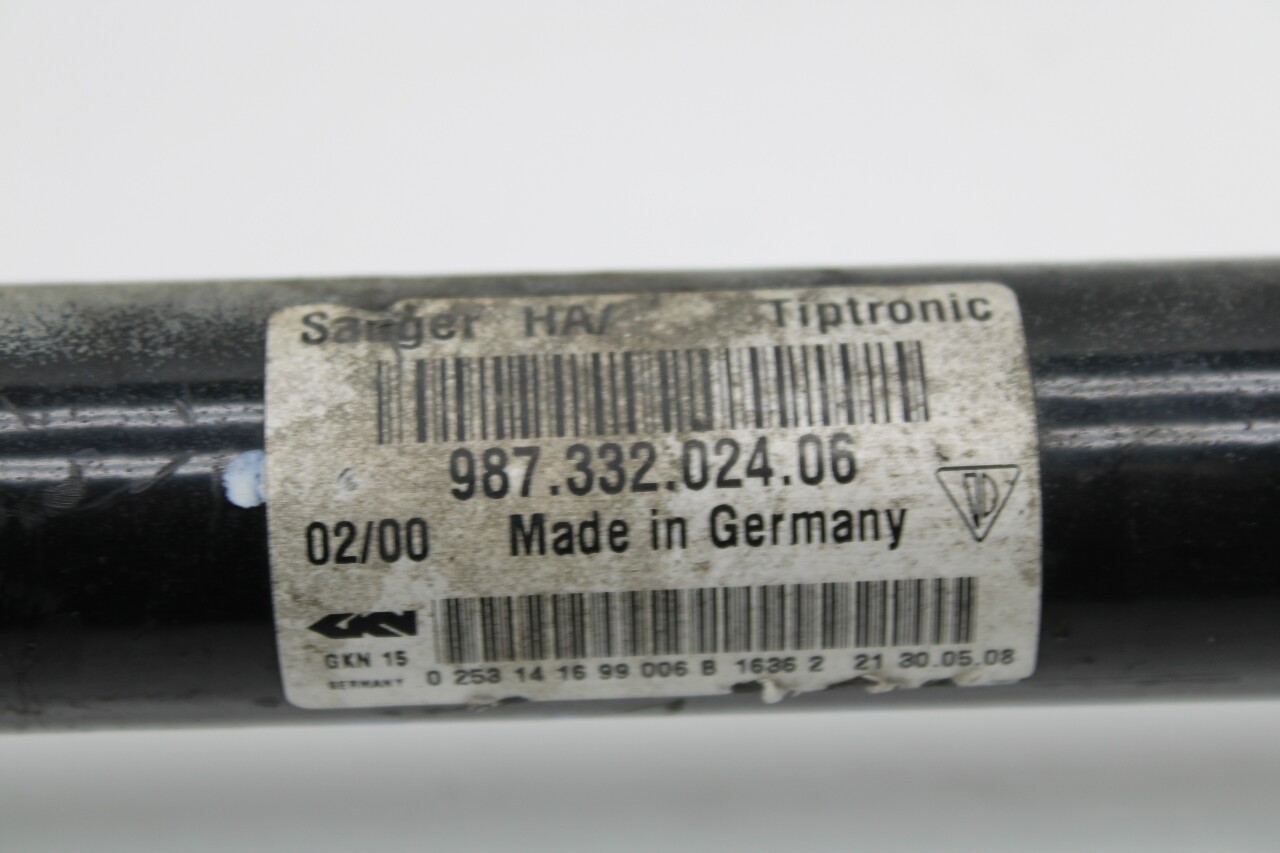 Sanger HA/ Tiptronic
987.332.024.06
02/00 Made in Germany
GKN
GKN 15
GERMANY
0 253 14 16 99 006 B 1636 2 21 30.05.08